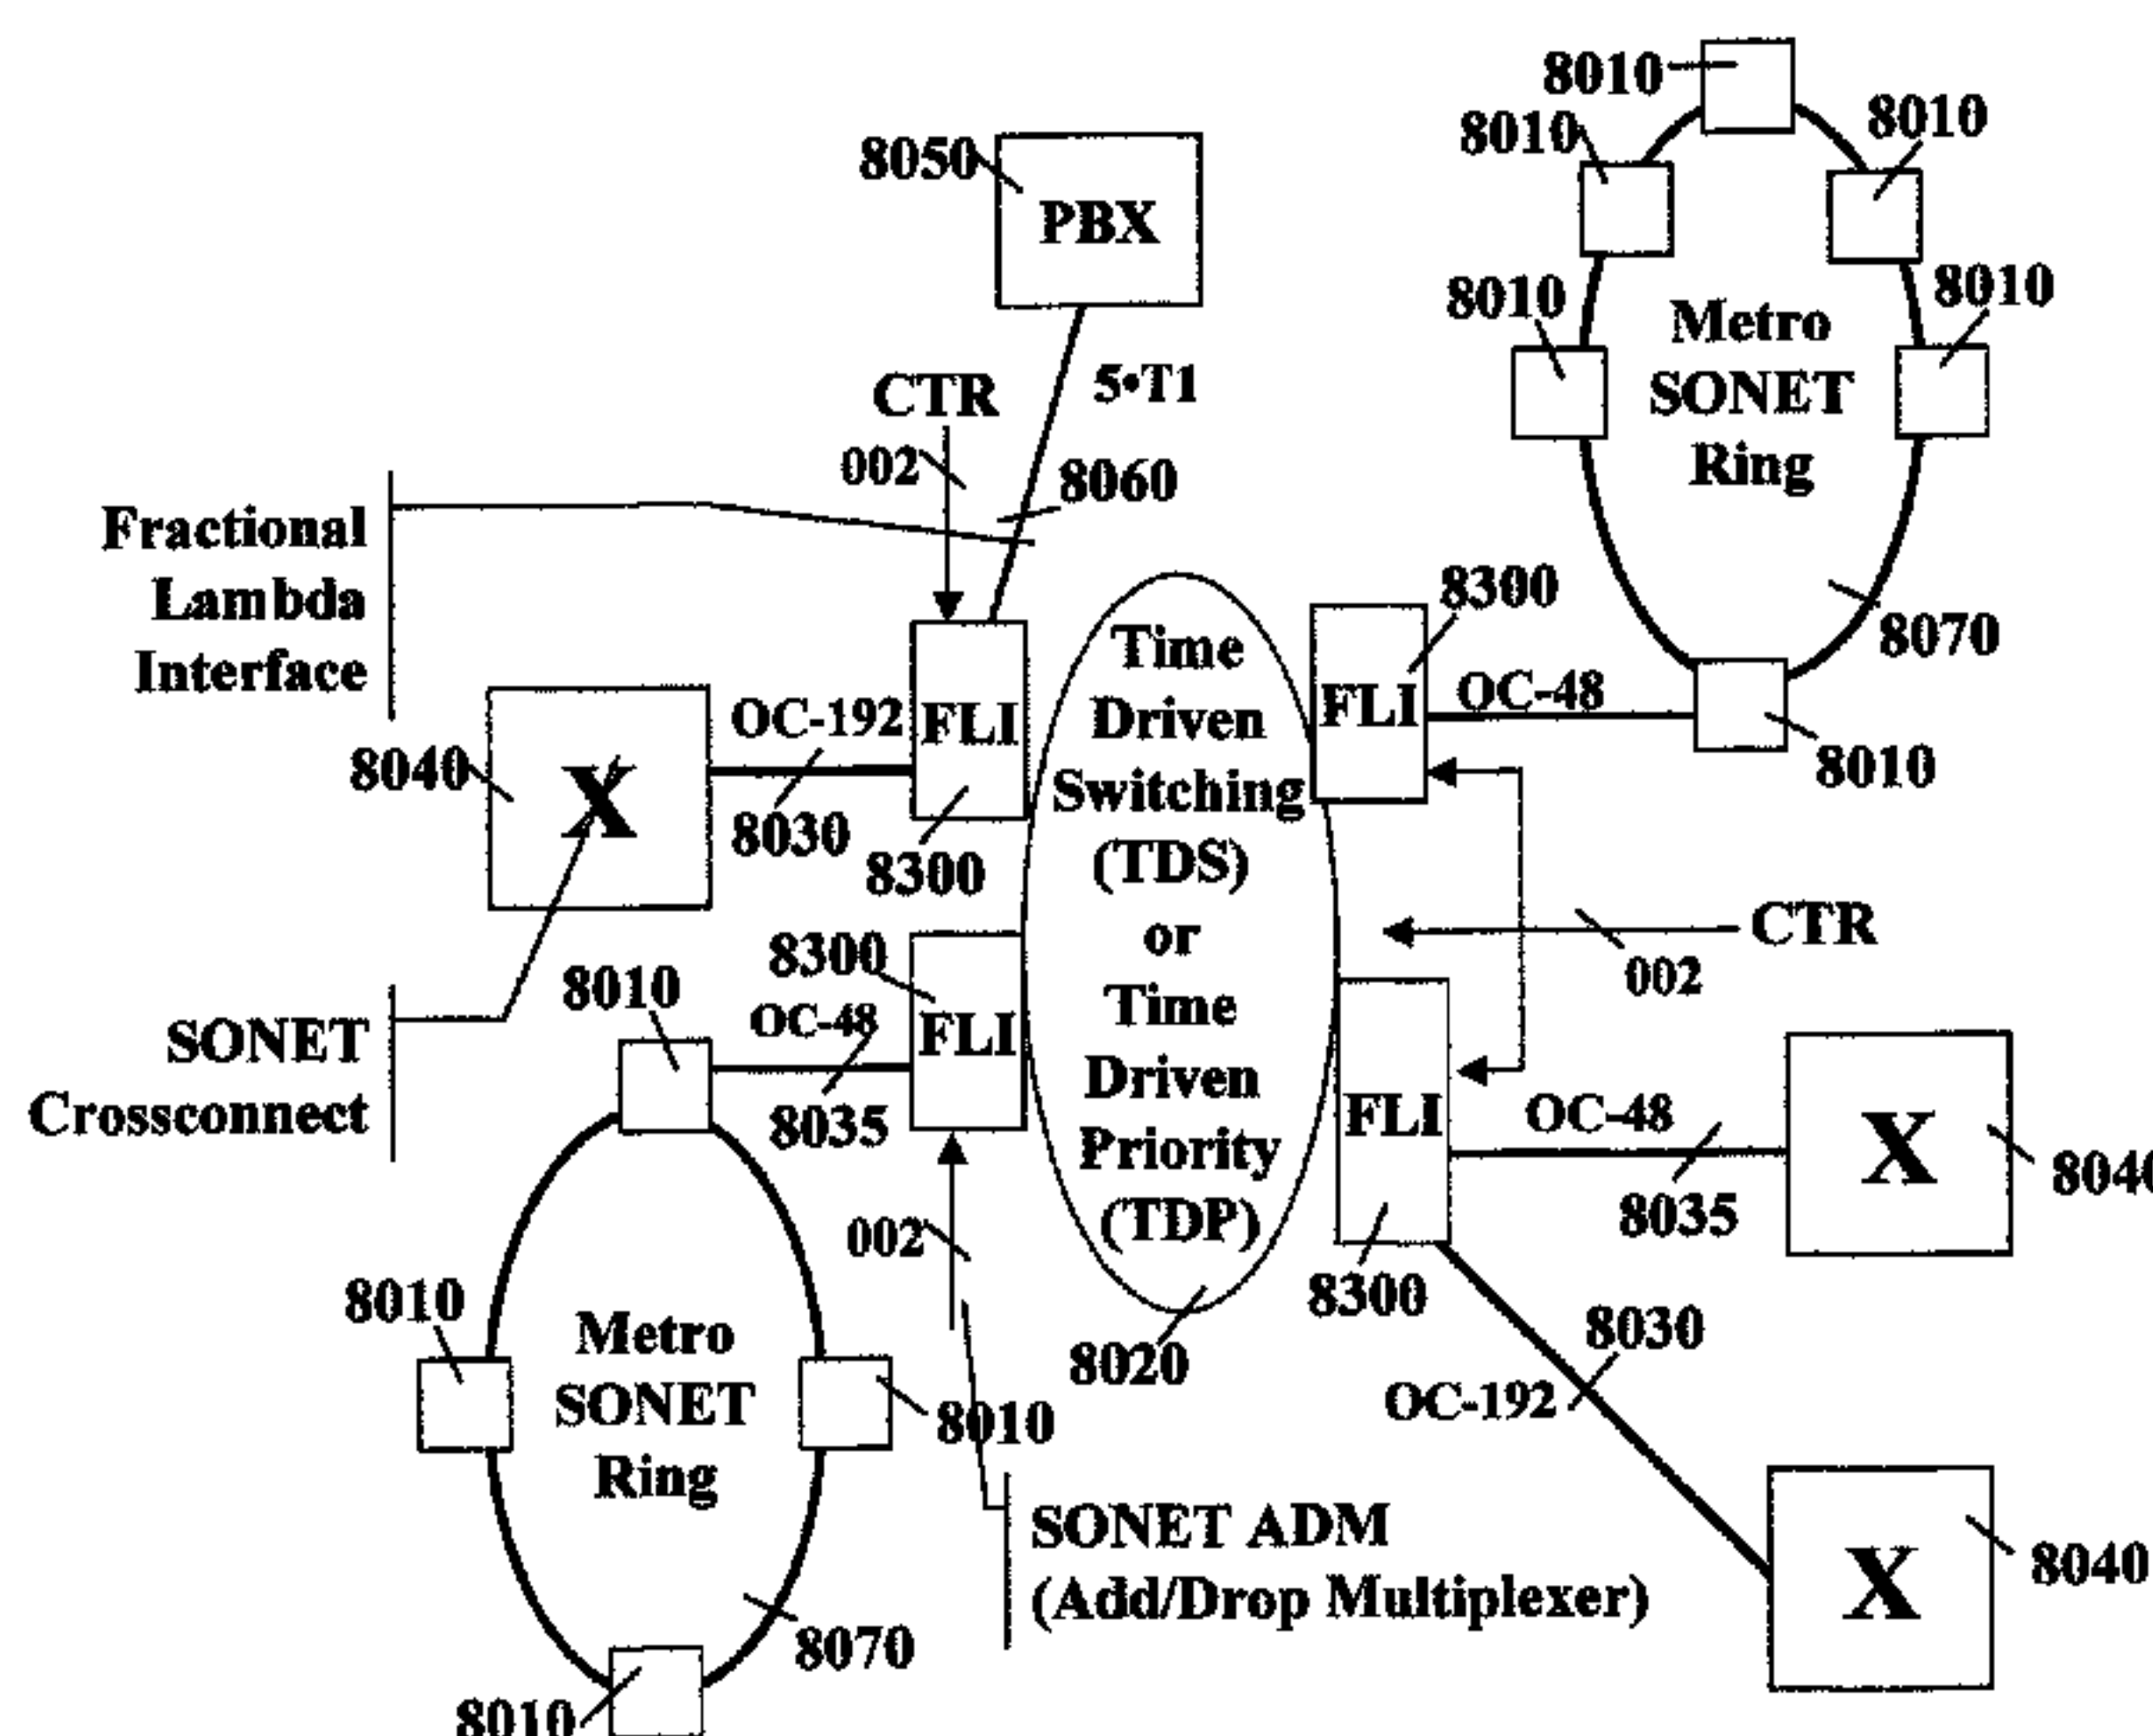 8010
8010
8010
8050
PBX
8010
8010
Metro
SONET
Ring
CTR
5•T1
002
8060
Fractional
Lambda
Interface
8300
8070
Time
Driven
Switching
(TDS)
or
Time
Driven
Priority
(TDP)
FLI
OC-48
8010
OC-192
FLI
8040
X
8030
8300
CTR
002
8300
8010
OC-48
FLI
SONET
Crossconnect
8035
FLI
OC-48
X
8040
8035
002
8300
8010
8030
Metro
SONET
Ring
8020
OC-192
8010
SONET ADM
(Add/Drop Multiplexer)
X
8040
8070
8010